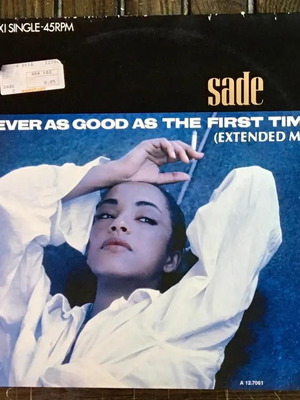 XI SINGLE-45RPM
sade
EVER AS GOOD AS THE FIRST TIM
(EXTENDED M
A 12.7061